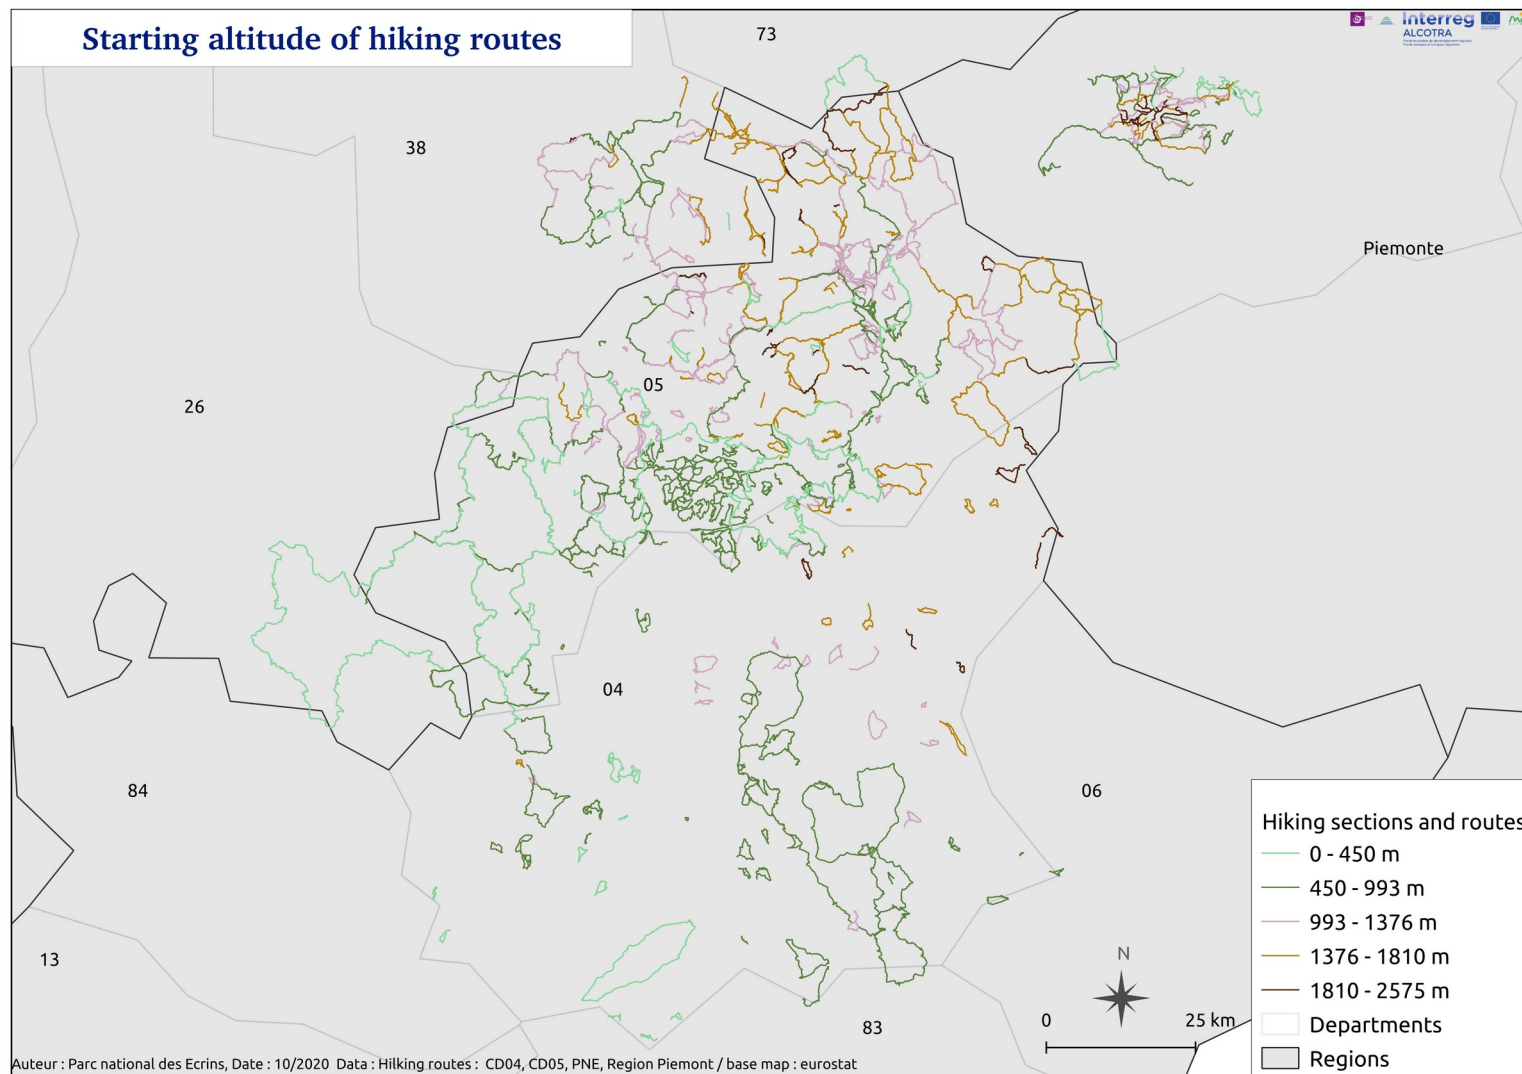 Starting altitude of hiking routes
73
Interreg
ALCOTRA
38
Piemonte
05
26
04
84
06
Hiking sections and routes
0 - 450 m
450 - 993 m
993 - 1376 m
1376 - 1810 m
1810 - 2575 m
Departments
Regions
13
N
0 25 km
83
Auteur : Parc national des Ecrins, Date : 10/2020 Data : Hilking routes : CD04, CD05, PNE, Region Piemont / base map : eurostat